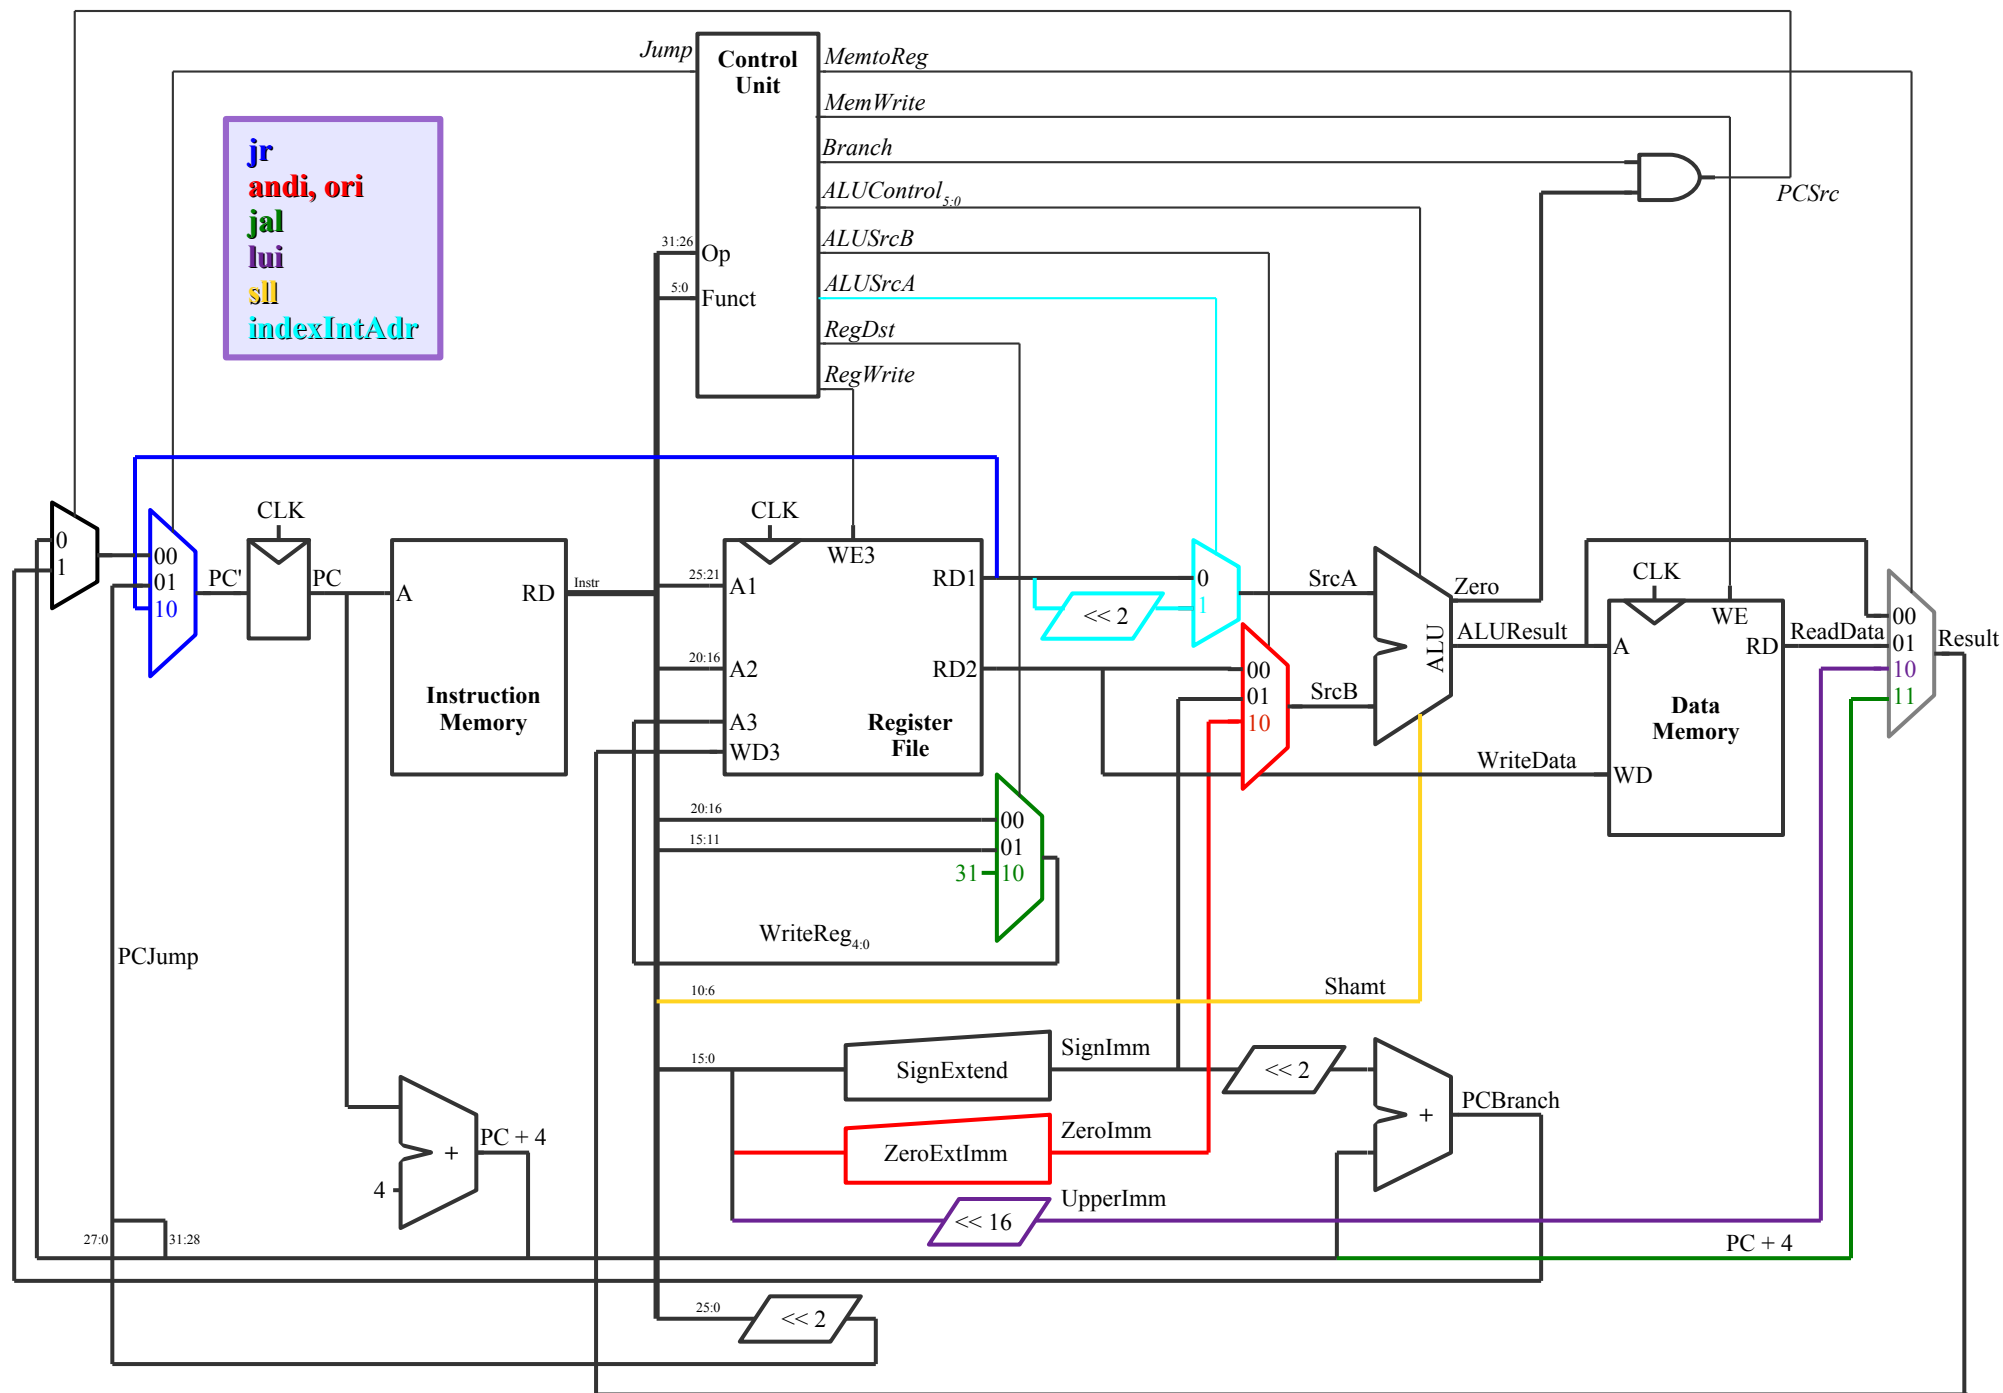 Jump
Control
Unit
MemtoReg
MemWrite
Branch
ALUControl5:0
PCSrc
jr
andi, ori
jal
lui
sll
indexIntAdr
31:26
Op
ALUSrcB
5:0
Funct
ALUSrcA
RegDst
RegWrite
0
1
00
01
10
PC'
CLK
PC
A
RD
Instruction
Memory
Instr
CLK
WE3
25:21
A1
RD1
20:16
A2
RD2
A3
WD3
Register
File
0
1
<< 2
SrcA
00
01
10
SrcB
ALU
Zero
ALUResult
CLK
WE
A
RD
ReadData
Data
Memory
WriteData
WD
00
01
10
11
Result
20:16
00
15:11
01
31
10
WriteReg4:0
PCJump
10:6
Shamt
15:0
SignExtend
SignImm
<< 2
PCBranch
+
ZeroExtImm
ZeroImm
PC + 4
+
4
<< 16
UpperImm
27:0
31:28
PC + 4
25:0
<< 2